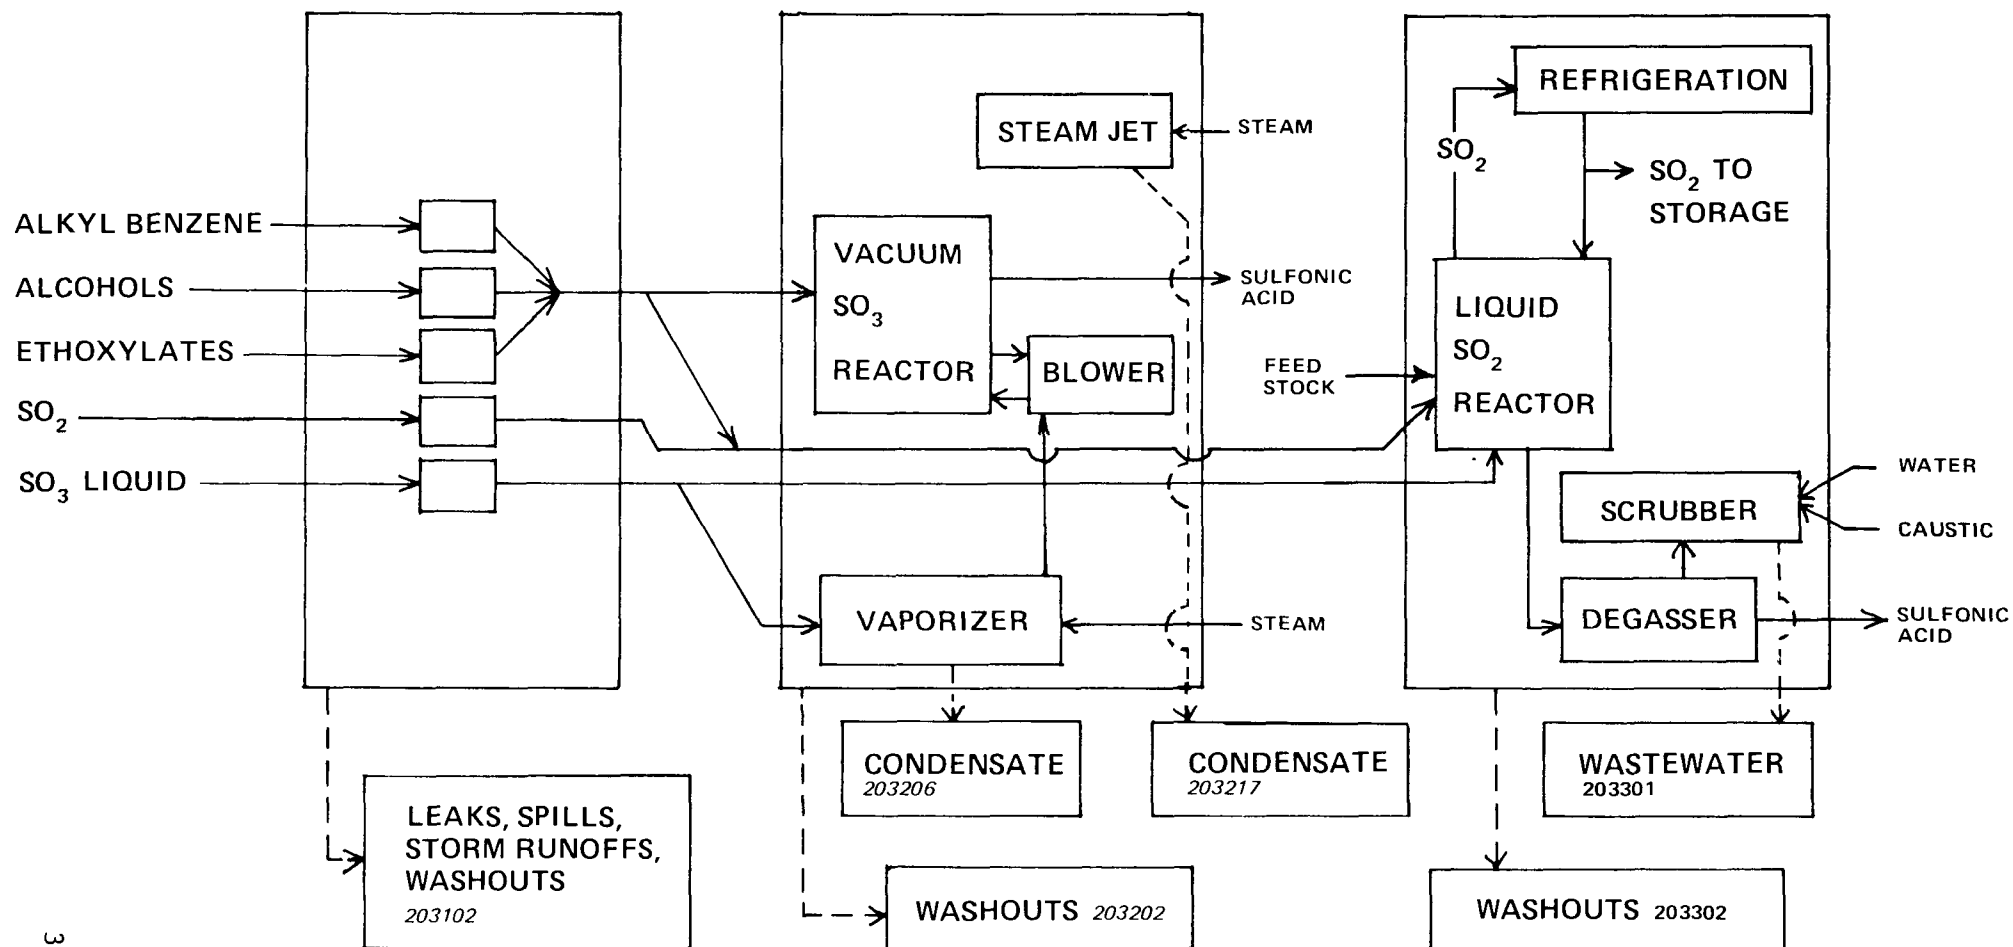 ALKYL BENZENE
ALCOHOLS
ETHOXYLATES
SO2
SO3 LIQUID
STEAM JET
STEAM
VACUUM
SO3
REACTOR
SULFONIC
ACID
BLOWER
VAPORIZER
STEAM
REFRIGERATION
SO2
SO2 TO
STORAGE
LIQUID
SO2
REACTOR
FEED
STOCK
WATER
SCRUBBER
CAUSTIC
DEGASSER
SULFONIC
ACID
LEAKS, SPILLS,
STORM RUNOFFS,
WASHOUTS
203102
CONDENSATE
203206
CONDENSATE
203217
WASTEWATER
203301
WASHOUTS 203202
WASHOUTS 203302
3